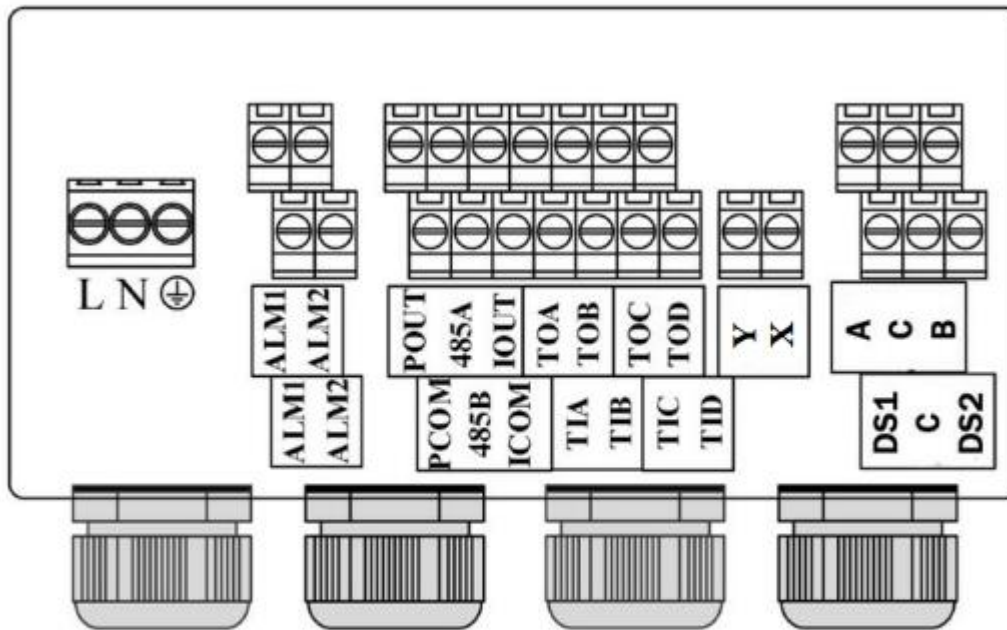 L N
ALM1 ALM2
POUT 485A IOUT
TOA TOB
TOC TOD
Y X
A C B
ALM1 ALM2
PCOM 485B ICOM
TIA TIB
TIC TID
DS1 C DS2